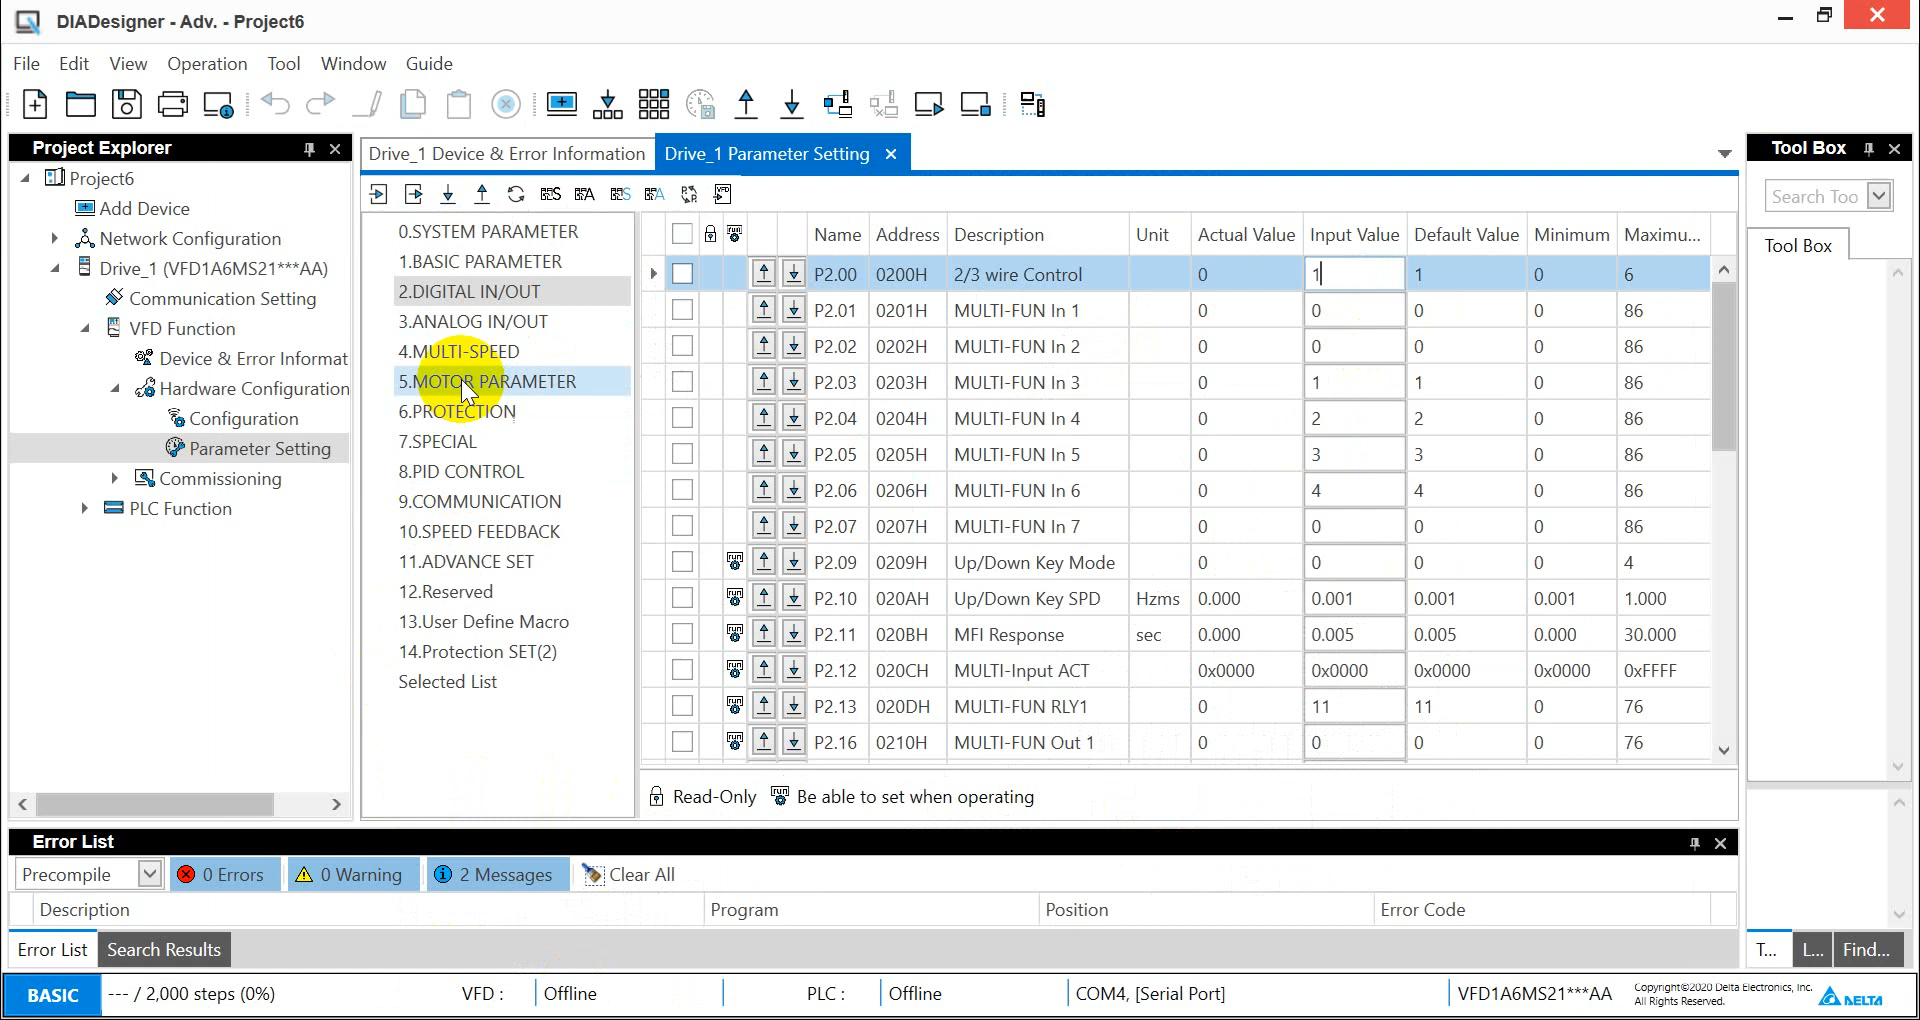 DIADesigner - Adv. - Project6
File Edit View Operation Tool Window Guide
Project Explorer
Project6
Add Device
Network Configuration
Drive_1 (VFD1A6MS21***AA)
Communication Setting
VFD Function
Device & Error Informat
Hardware Configuration
Configuration
Parameter Setting
Commissioning
PLC Function
Drive_1 Device & Error Information
Drive_1 Parameter Setting
0.SYSTEM PARAMETER
1.BASIC PARAMETER
2.DIGITAL IN/OUT
3.ANALOG IN/OUT
4.MULTI-SPEED
5.MOTOR PARAMETER
6.PROTECTION
7.SPECIAL
8.PID CONTROL
9.COMMUNICATION
10.SPEED FEEDBACK
11.ADVANCE SET
12.Reserved
13.User Define Macro
14.Protection SET(2)
Selected List
Name Address Description Unit Actual Value Input Value Default Value Minimum Maximu...
P2.00 0200H 2/3 wire Control 0 1 1 0 6
P2.01 0201H MULTI-FUN In 1 0 0 0 0 86
P2.02 0202H MULTI-FUN In 2 0 0 0 0 86
P2.03 0203H MULTI-FUN In 3 0 1 1 0 86
P2.04 0204H MULTI-FUN In 4 0 2 2 0 86
P2.05 0205H MULTI-FUN In 5 0 3 3 0 86
P2.06 0206H MULTI-FUN In 6 0 4 4 0 86
P2.07 0207H MULTI-FUN In 7 0 0 0 0 86
P2.09 0209H Up/Down Key Mode 0 0 0 0 4
P2.10 020AH Up/Down Key SPD Hzms 0.000 0.001 0.001 0.001 1.000
P2.11 020BH MFI Response sec 0.000 0.005 0.005 0.000 30.000
P2.12 020CH MULTI-Input ACT 0x0000 0x0000 0x0000 0x0000 0xFFFF
P2.13 020DH MULTI-FUN RLY1 0 11 11 0 76
P2.16 0210H MULTI-FUN Out 1 0 0 0 0 76
Read-Only Be able to set when operating
Tool Box
Search Too
Tool Box
Error List
Precompile 0 Errors 0 Warning 2 Messages Clear All
Description Program Position Error Code
Error List Search Results
T... L... Find...
BASIC --- / 2,000 steps (0%) VFD : Offline PLC : Offline COM4, [Serial Port] VFD1A6MS21***AA
Copyright©2020 Delta Electronics, Inc.
All Rights Reserved.
DELTA